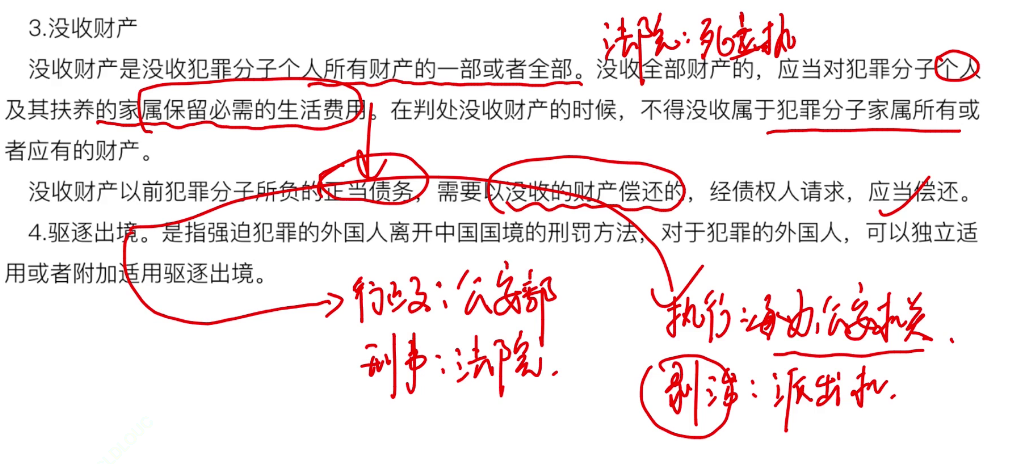 3.没收财产
法院：死立执
没收财产是没收犯罪分子个人所有财产的一部或者全部。没收全部财产的，应当对犯罪分子个人
及其扶养的家属保留必需的生活费用。在判处没收财产的时候，不得没收属于犯罪分子家属所有或
者应有的财产。
没收财产以前犯罪分子所负的正当债务，需要以没收的财产偿还的，经债权人请求，应当偿还。
4.驱逐出境。是指强迫犯罪的外国人离开中国国境的刑罚方法，对于犯罪的外国人，可以独立适
用或者附加适用驱逐出境。
行政：公安部
刑事：法院.
执行：承办公安机关.
剥泽：派出机.